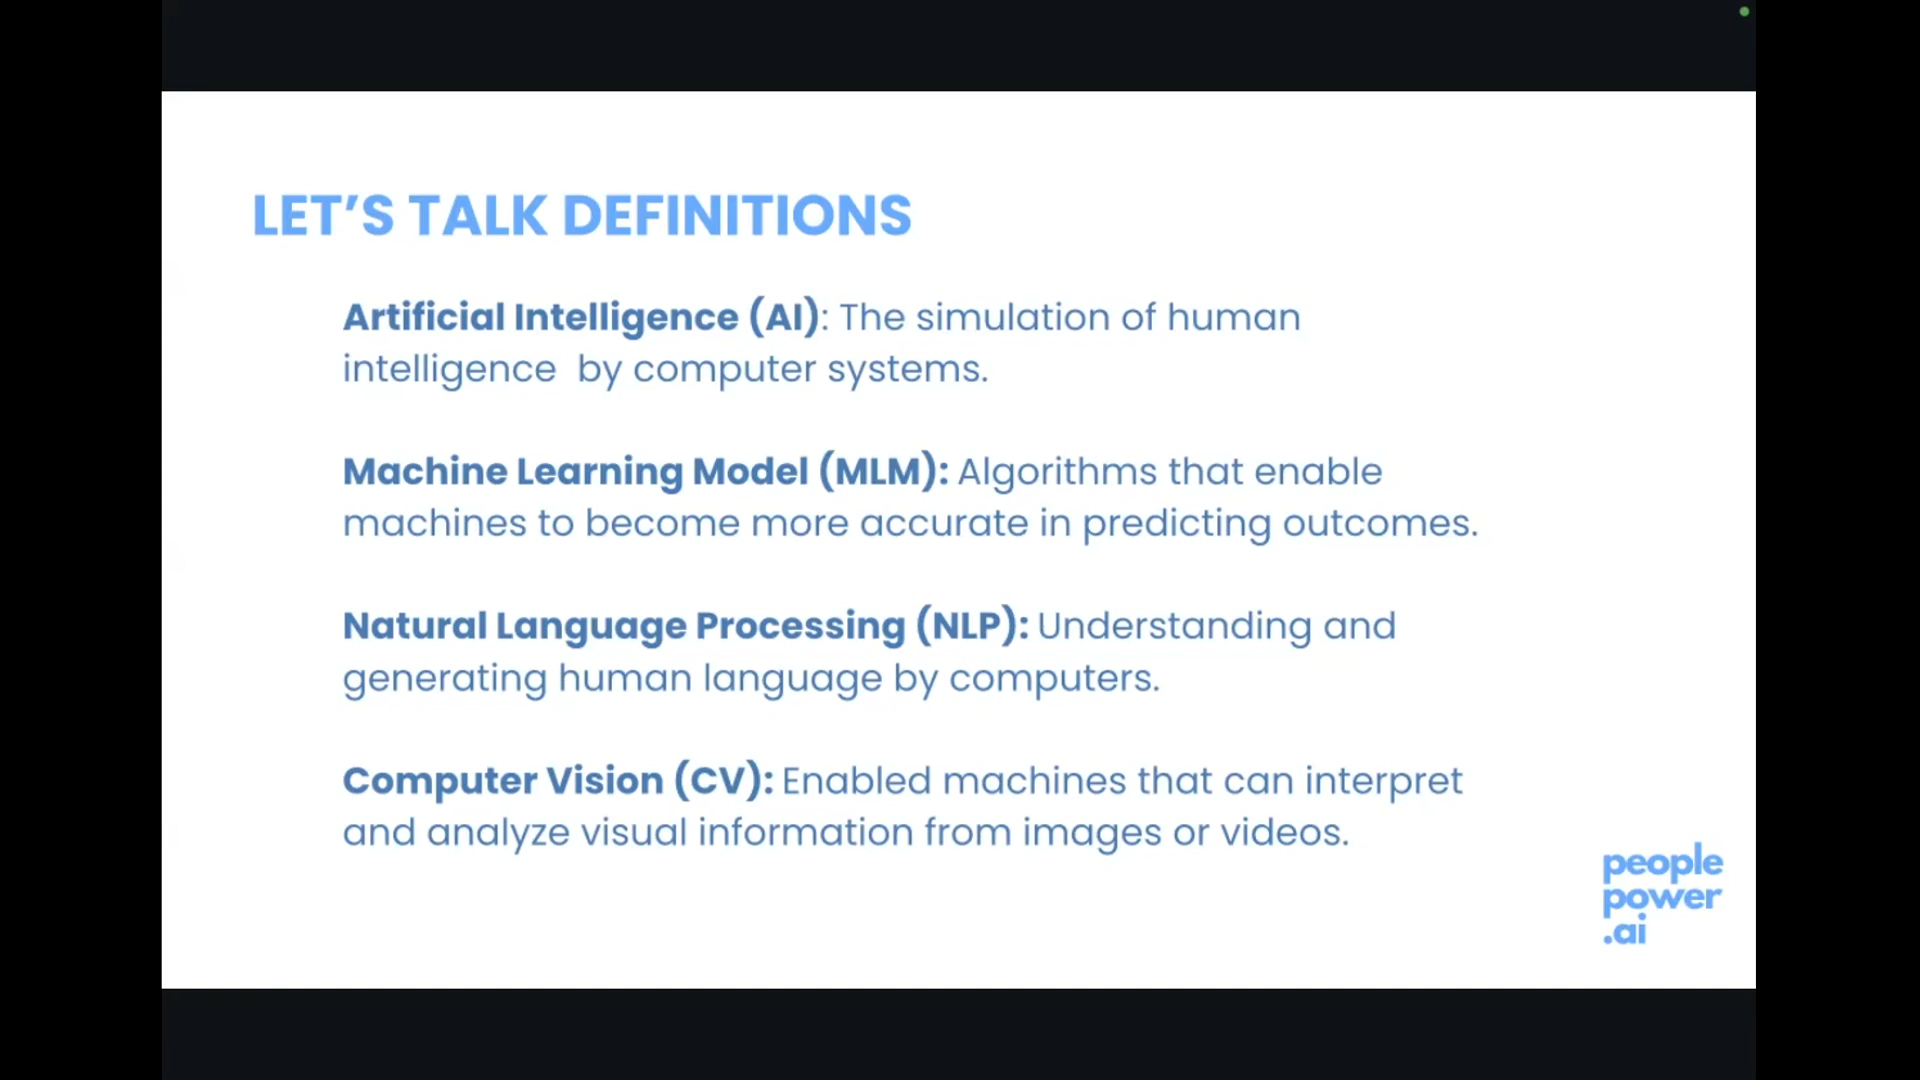 LET’S TALK DEFINITIONS
Artificial Intelligence (AI): The simulation of human
intelligence  by computer systems.
Machine Learning Model (MLM): Algorithms that enable
machines to become more accurate in predicting outcomes.
Natural Language Processing (NLP): Understanding and
generating human language by computers.
Computer Vision (CV): Enabled machines that can interpret
and analyze visual information from images or videos.
people
power
.ai